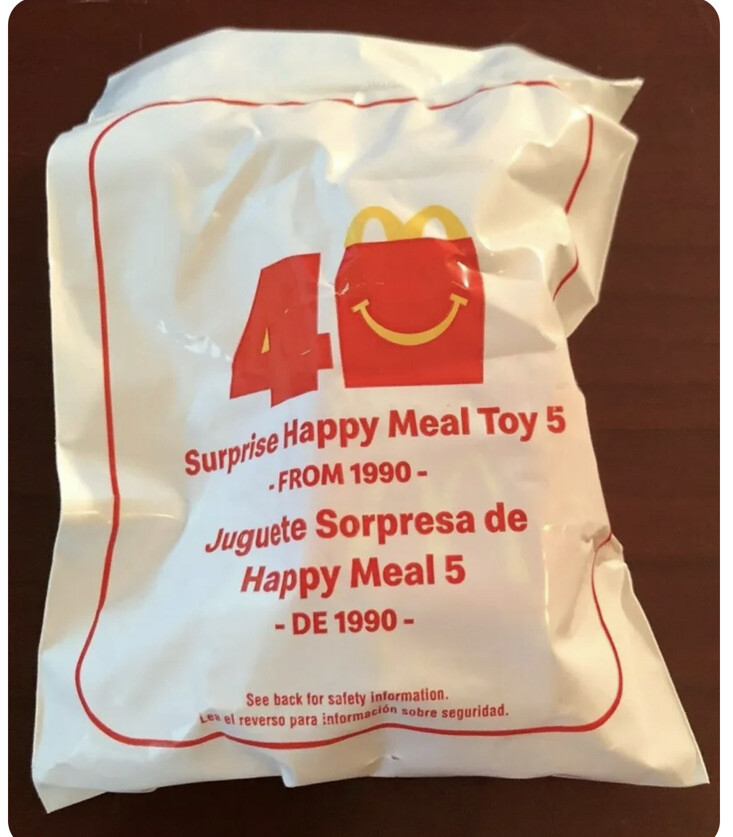 40
Surprise Happy Meal Toy 5
- FROM 1990 -
Juguete Sorpresa de
Happy Meal 5
- DE 1990 -
See back for safety information.
Lea el reverso para información sobre seguridad.